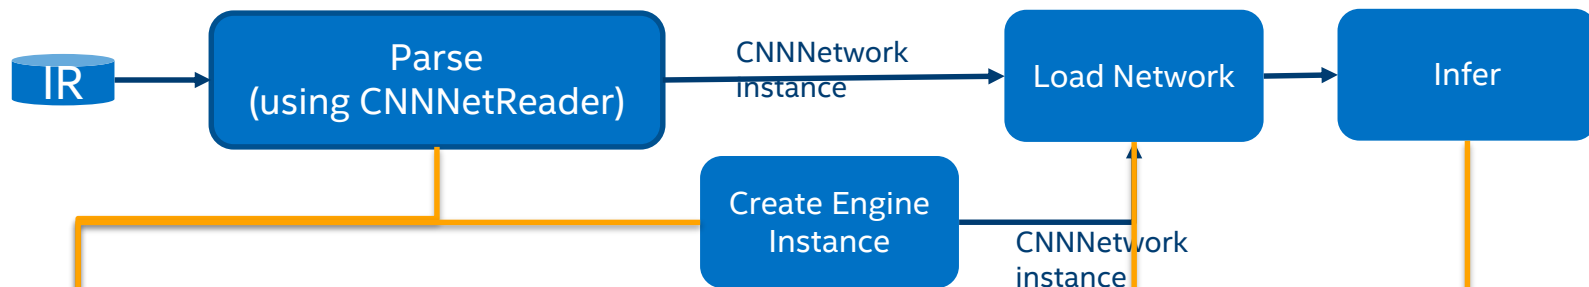 IR
Parse
(using CNNNetReader)
CNNNetwork
instance
Load Network
Infer
Create Engine
Instance
CNNNetwork
instance